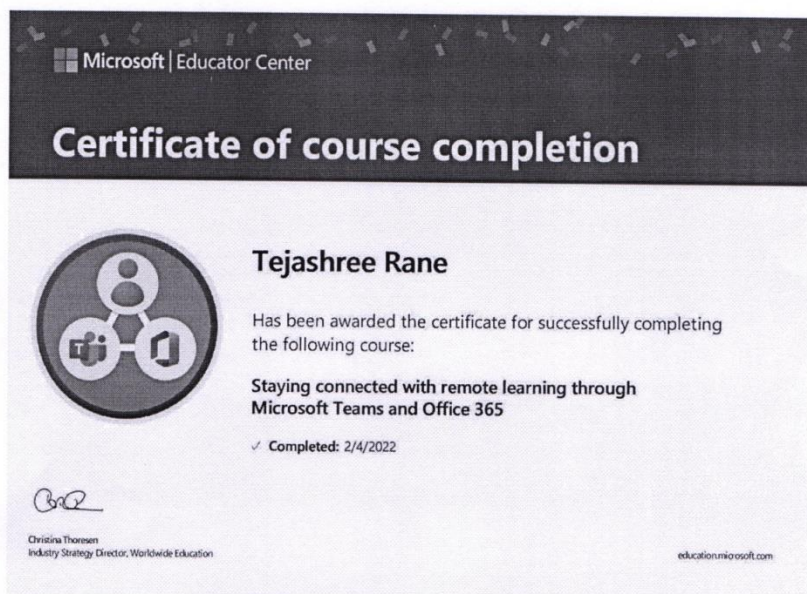 Microsoft | Educator Center
Certificate of course completion
Tejashree Rane
Has been awarded the certificate for successfully completing
the following course:
Staying connected with remote learning through
Microsoft Teams and Office 365
✓ Completed: 2/4/2022
Christina Thoresen
Industry Strategy Director, Worldwide Education
education.microsoft.com